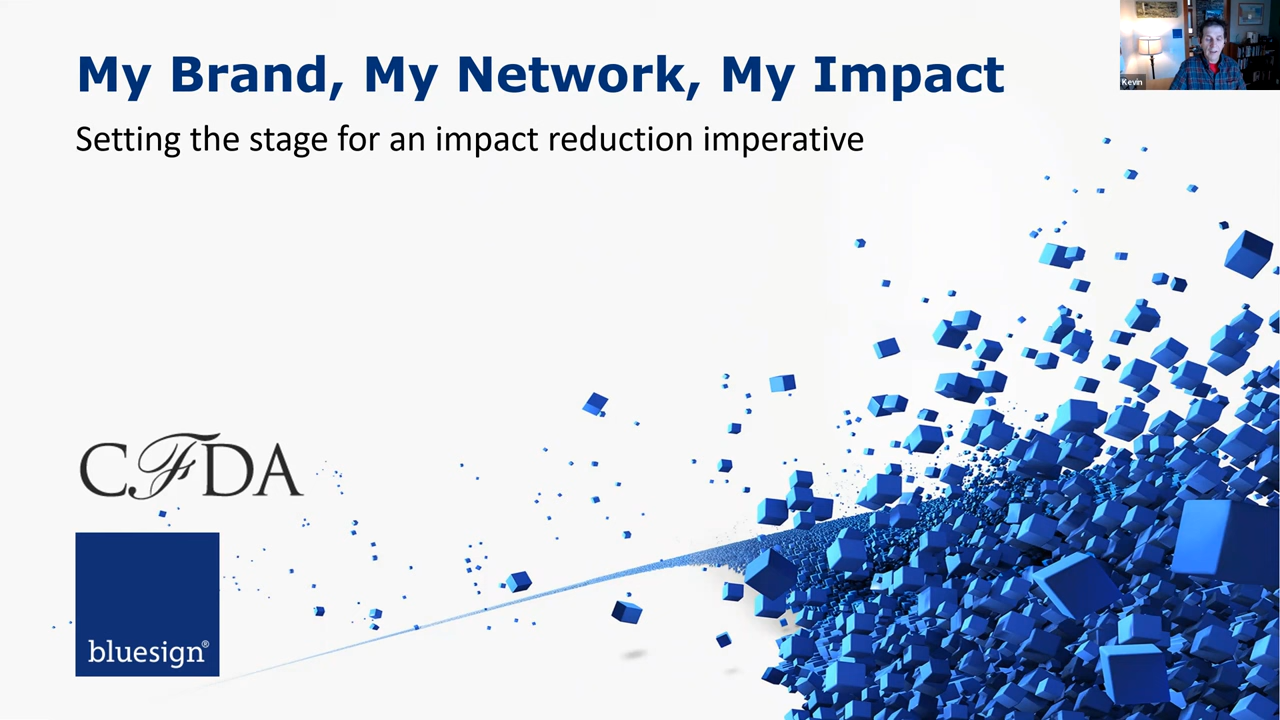 My Brand, My Network, My Impact
Setting the stage for an impact reduction imperative
Kevin
CFDA
bluesign®